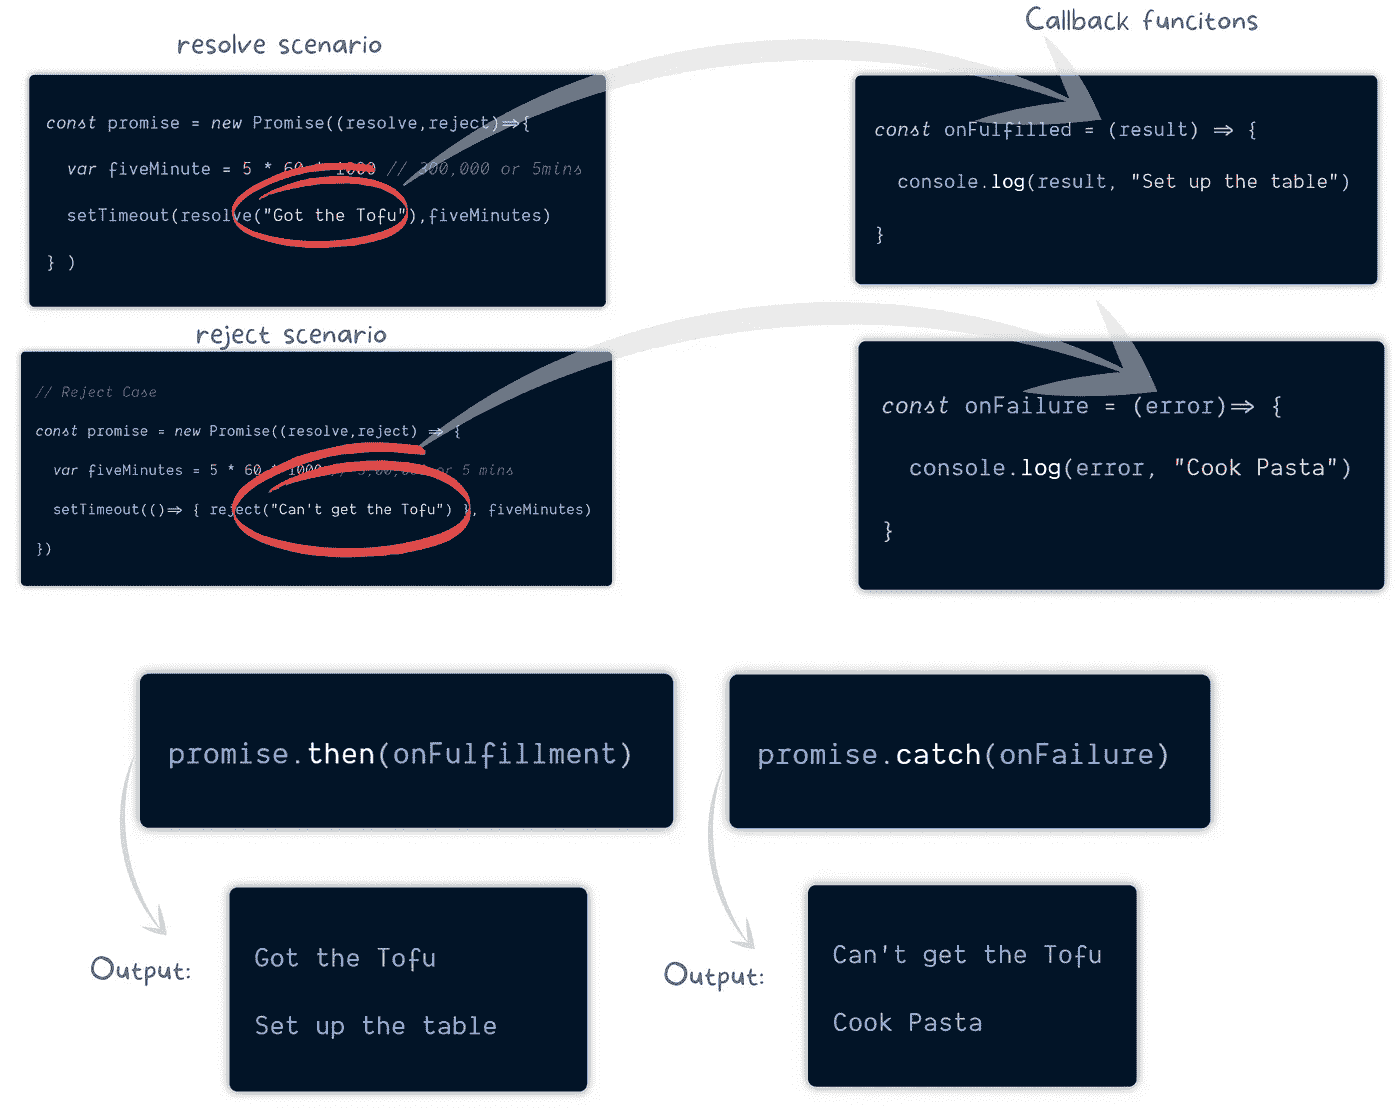 resolve scenario
const promise = new Promise((resolve,reject)=>{
var fiveMinute = 5 * 60 * 1000 // 300,000 or 5mins
setTimeout(resolve("Got the Tofu"),fiveMinutes)
} )
Callback funcitons
const onFulfilled = (result) => {
console.log(result, "Set up the table")
}
reject scenario
// Reject Case
const promise = new Promise((resolve,reject) => {
var fiveMinutes = 5 * 60 * 1000 // 3,00,000 or 5 mins
setTimeout(()=> { reject("Can't get the Tofu") }, fiveMinutes)
})
const onFailure = (error)=> {
console.log(error, "Cook Pasta")
}
promise.then(onFulfillment)
promise.catch(onFailure)
Output:
Got the Tofu
Set up the table
Output:
Can't get the Tofu
Cook Pasta